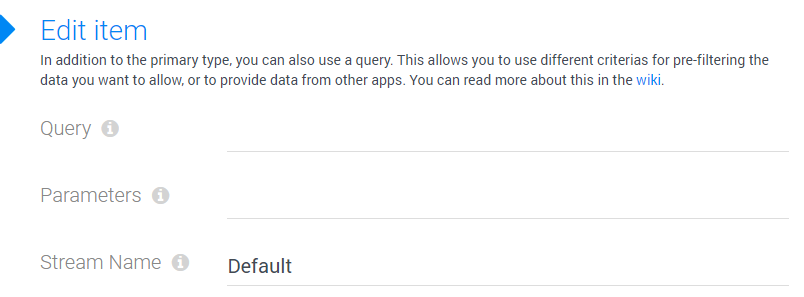 Edit item
In addition to the primary type, you can also use a query. This allows you to use different criterias for pre-filtering the
data you want to allow, or to provide data from other apps. You can read more about this in the wiki.
Query
Parameters
Stream Name
Default